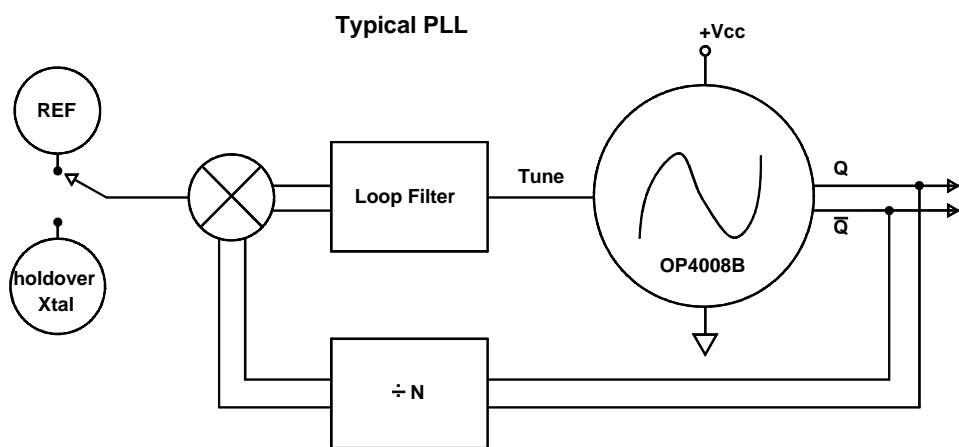 Typical PLL
+Vcc
REF
Loop Filter
Tune
Q
Q̅
OP4008B
holdover
Xtal
÷ N